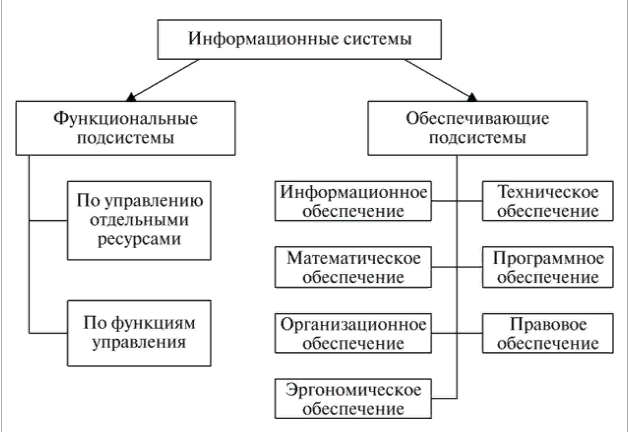 Информационные системы
Функциональные
подсистемы
Обеспечивающие
подсистемы
По управлению
отдельными
ресурсами
По функциям
управления
Информационное
обеспечение
Техническое
обеспечение
Математическое
обеспечение
Программное
обеспечение
Организационное
обеспечение
Правовое
обеспечение
Эргономическое
обеспечение